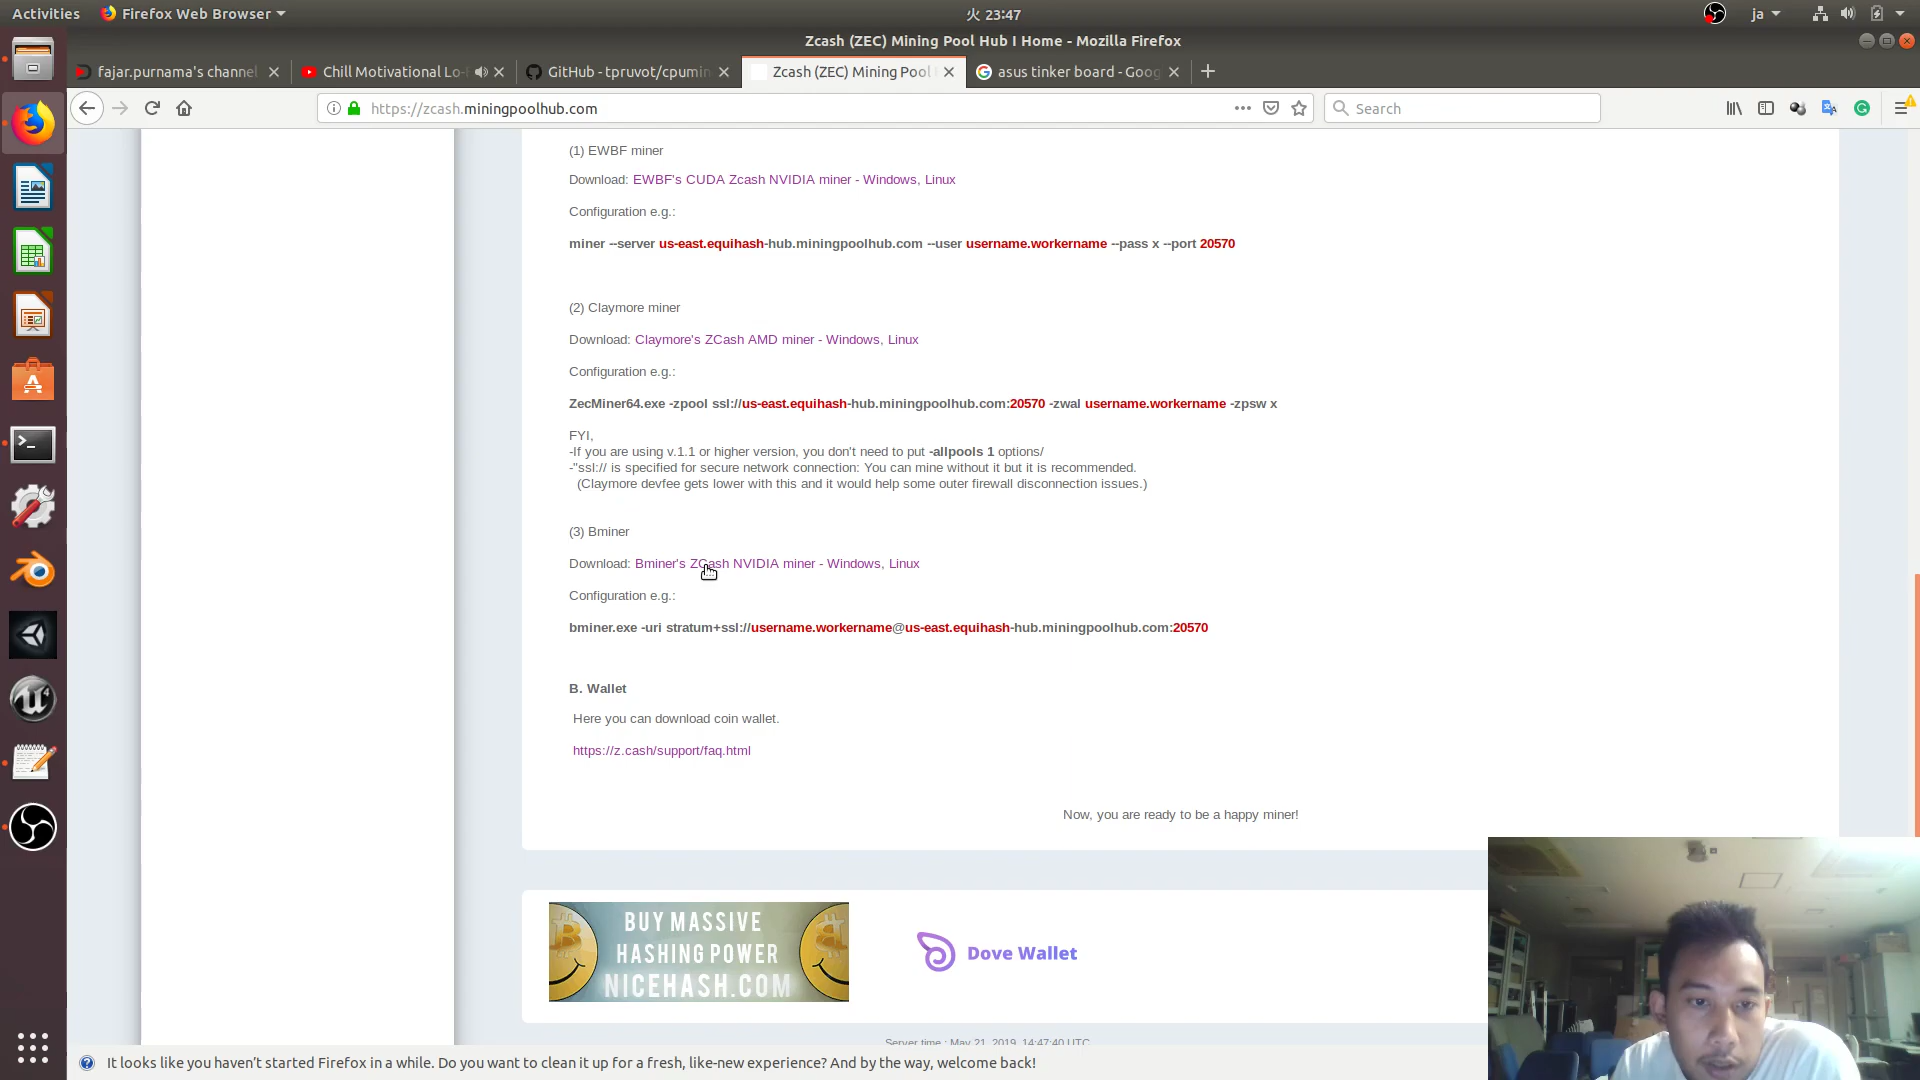 Activities
Firefox Web Browser
火 23:47
ja
Zcash (ZEC) Mining Pool Hub I Home - Mozilla Firefox
fajar.purnama's channel
Chill Motivational Lo-
GitHub - tpruvot/cpumin
Zcash (ZEC) Mining Pool
asus tinker board - Goog
https://zcash.miningpoolhub.com
Search
(1) EWBF miner
Download: EWBF's CUDA Zcash NVIDIA miner - Windows, Linux
Configuration e.g.:
miner --server us-east.equihash-hub.miningpoolhub.com --user username.workername --pass x --port 20570
(2) Claymore miner
Download: Claymore's ZCash AMD miner - Windows, Linux
Configuration e.g.:
ZecMiner64.exe -zpool ssl://us-east.equihash-hub.miningpoolhub.com:20570 -zwal username.workername -zpsw x
FYI,
-If you are using v.1.1 or higher version, you don't need to put -allpools 1 options/
-"ssl:// is specified for secure network connection: You can mine without it but it is recommended.
(Claymore devfee gets lower with this and it would help some outer firewall disconnection issues.)
(3) Bminer
Download: Bminer's ZCash NVIDIA miner - Windows, Linux
Configuration e.g.:
bminer.exe -uri stratum+ssl://username.workername@us-east.equihash-hub.miningpoolhub.com:20570
B. Wallet
Here you can download coin wallet.
https://z.cash/support/faq.html
Now, you are ready to be a happy miner!
BUY MASSIVE
HASHING POWER
NICEHASH.COM
Dove Wallet
Server time : May 21, 2019, 14:47:40 UTC
It looks like you haven't started Firefox in a while. Do you want to clean it up for a fresh, like-new experience? And by the way, welcome back!